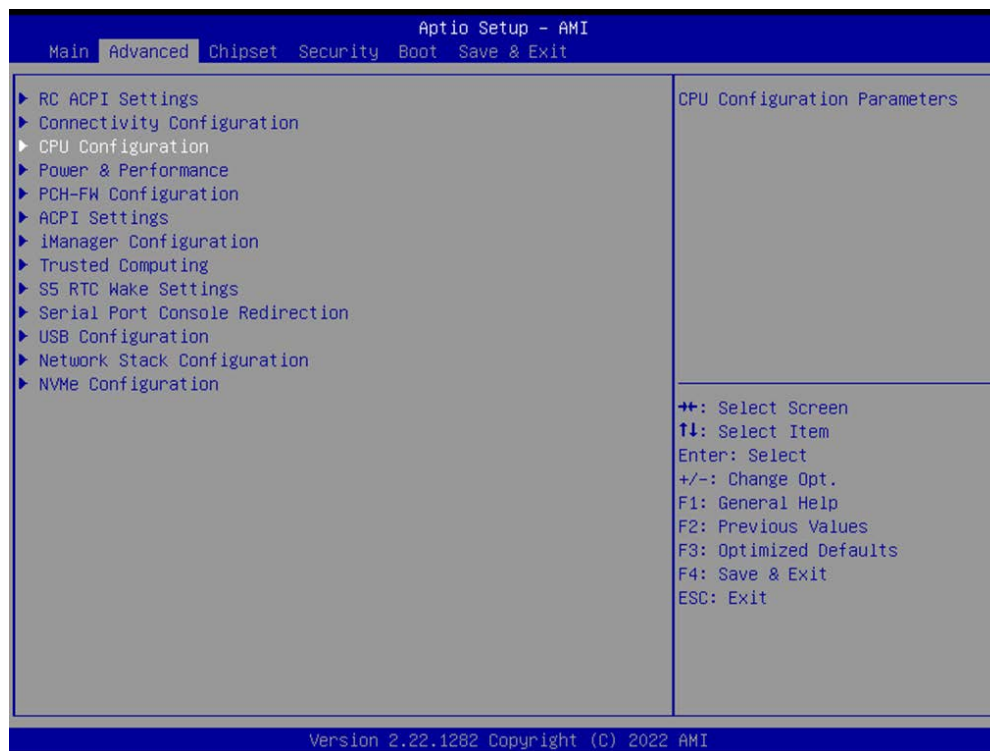 Aptio Setup – AMI
Main Advanced Chipset Security Boot Save & Exit
▶ RC ACPI Settings
▶ Connectivity Configuration
▶ CPU Configuration
▶ Power & Performance
▶ PCH-FW Configuration
▶ ACPI Settings
▶ iManager Configuration
▶ Trusted Computing
▶ S5 RTC Wake Settings
▶ Serial Port Console Redirection
▶ USB Configuration
▶ Network Stack Configuration
▶ NVMe Configuration
CPU Configuration Parameters
→←: Select Screen
↑↓: Select Item
Enter: Select
+/-: Change Opt.
F1: General Help
F2: Previous Values
F3: Optimized Defaults
F4: Save & Exit
ESC: Exit
Version 2.22.1282 Copyright (C) 2022 AMI